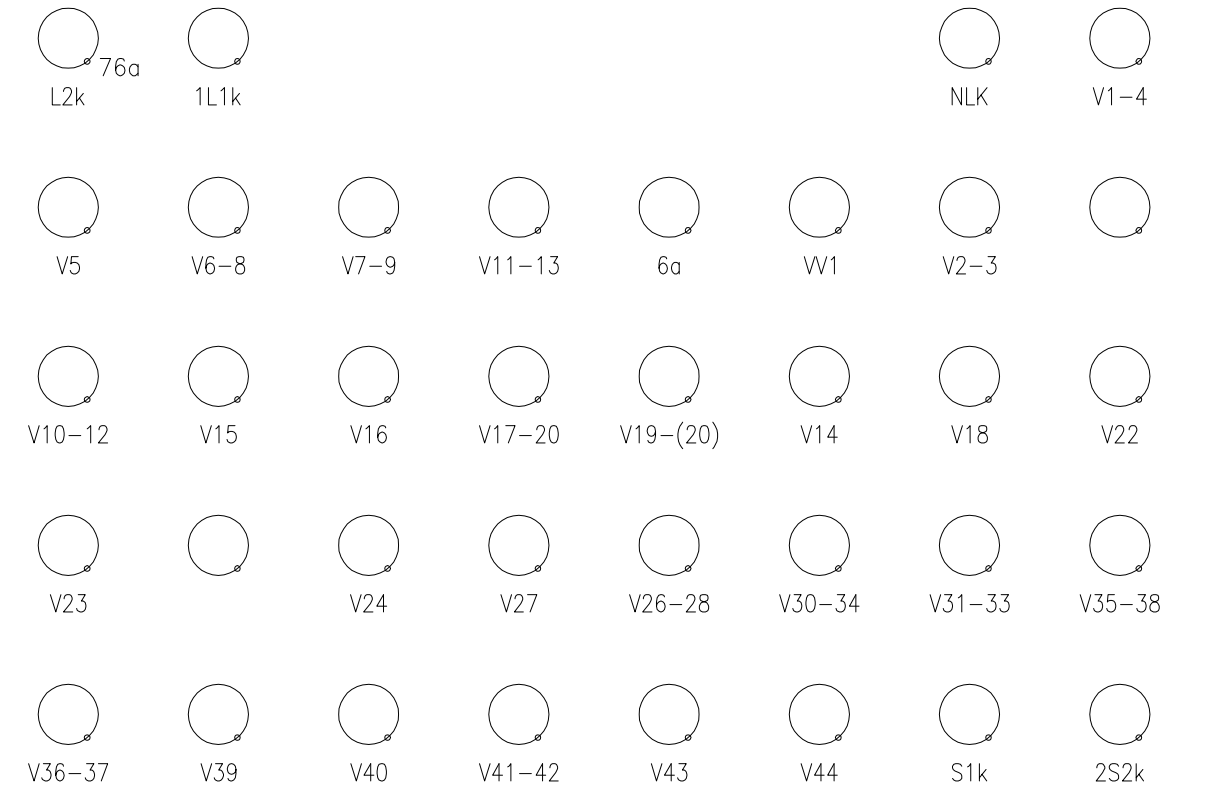 76a
L2k 1L1k NLK V1-4
V5 V6-8 V7-9 V11-13 6a VV1 V2-3
V10-12 V15 V16 V17-20 V19-(20) V14 V18 V22
V23 V24 V27 V26-28 V30-34 V31-33 V35-38
V36-37 V39 V40 V41-42 V43 V44 S1k 2S2k